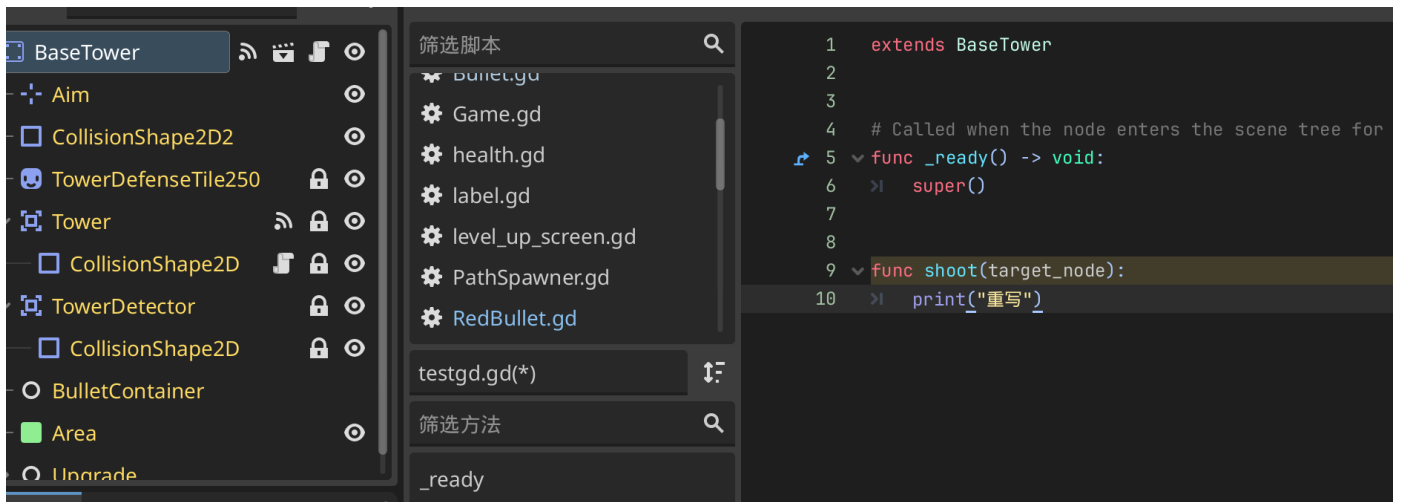 BaseTower
Aim
CollisionShape2D2
TowerDefenseTile250
Tower
CollisionShape2D
TowerDetector
CollisionShape2D
BulletContainer
Area
Upgrade
筛选脚本
Bullet.gd
Game.gd
health.gd
label.gd
level_up_screen.gd
PathSpawner.gd
RedBullet.gd
testgd.gd(*)
筛选方法
_ready
1 extends BaseTower
2
3
4 # Called when the node enters the scene tree for
5 func _ready() -> void:
6 super()
7
8
9 func shoot(target_node):
10 print("重写")